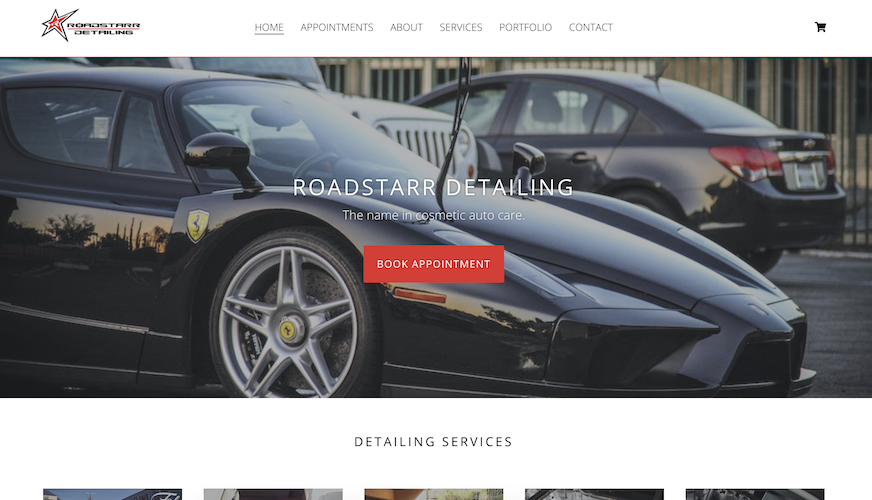 ROADSTARR
DETAILING
HOME APPOINTMENTS ABOUT SERVICES PORTFOLIO CONTACT
ROADSTARR DETAILING
The name in cosmetic auto care.
BOOK APPOINTMENT
DETAILING SERVICES